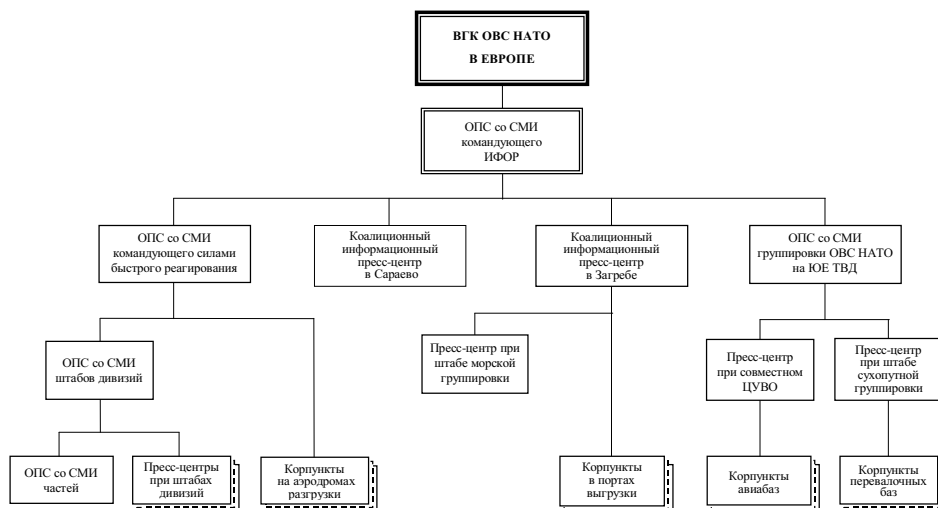 ВГК ОВС НАТО
В ЕВРОПЕ
ОПС со СМИ
командующего
ИФОР
ОПС со СМИ
командующего силами
быстрого реагирования
Коалиционный
информационный
пресс-центр
в Сараево
Коалиционный
информационный
пресс-центр
в Загребе
ОПС со СМИ
группировки ОВС НАТО
на ЮЕ ТВД
ОПС со СМИ
штабов дивизий
Пресс-центр при
штабе морской
группировки
Пресс-центр
при совместном
ЦУВО
Пресс-центр
при штабе
сухопутной
группировки
ОПС со СМИ
частей
Пресс-центры
при штабах
дивизий
Корпункты
на аэродромах
разгрузки
Корпункты
в портах
выгрузки
Корпункты
авиабаз
Корпункты
перевалочных
баз